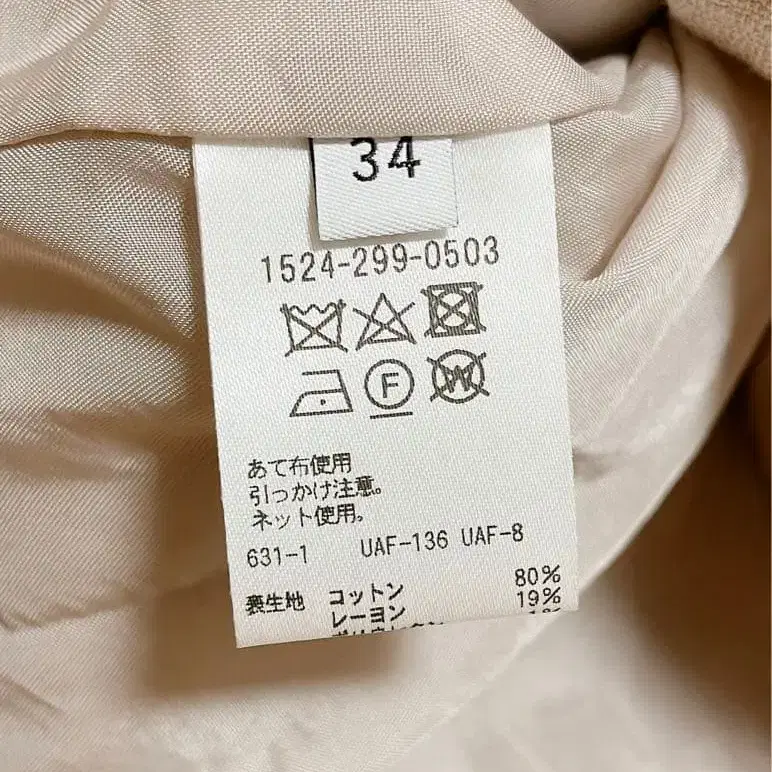 34
1524-299-0503
F
W
あて布使用
引っかけ注意。
ネット使用。
631-1 UAF-136 UAF-8
表生地 コットン 80%
レーヨン 19%